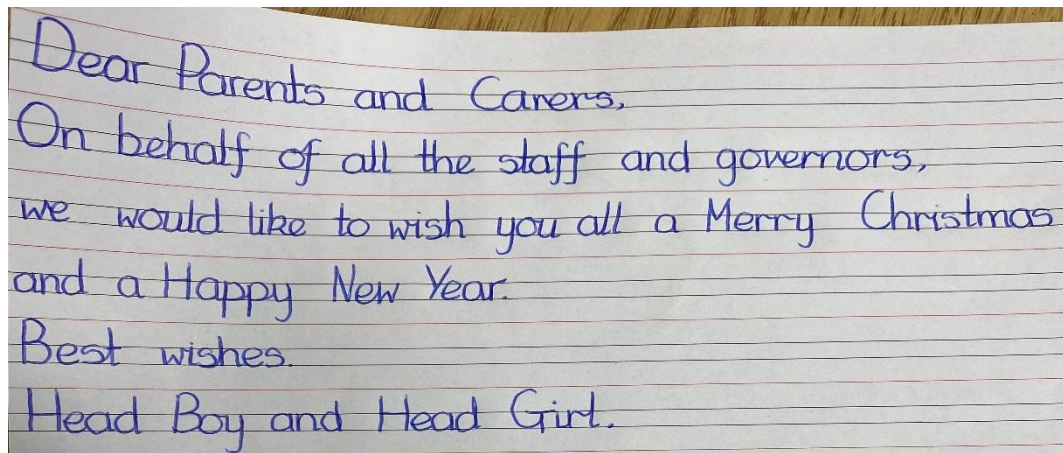 Dear Parents and Carers,
On behalf of all the staff and governors,
we would like to wish you all a Merry Christmas
and a Happy New Year.
Best wishes.
Head Boy and Head Girl.